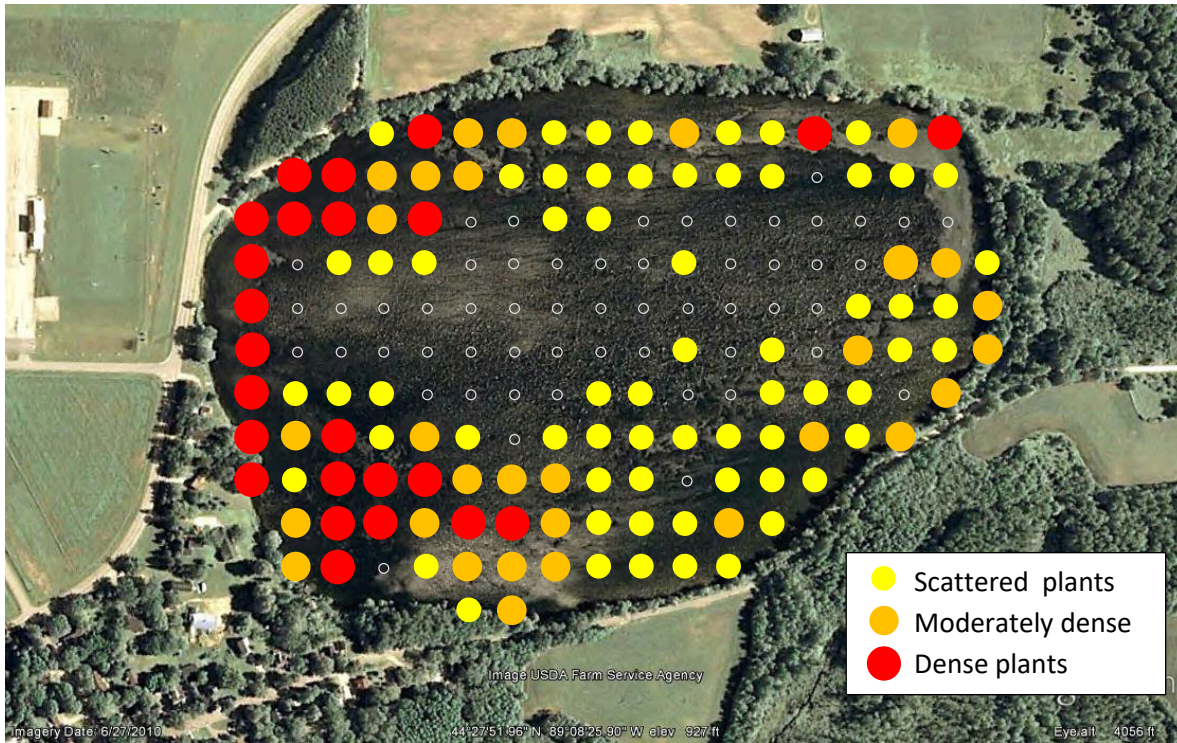 Scattered  plants
Moderately dense
Dense plants
Image USDA Farm Service Agency
Imagery Date: 6/27/2010
44°27'51.96" N  89°08'25.90" W  elev  927 ft
Eye alt  4056 ft